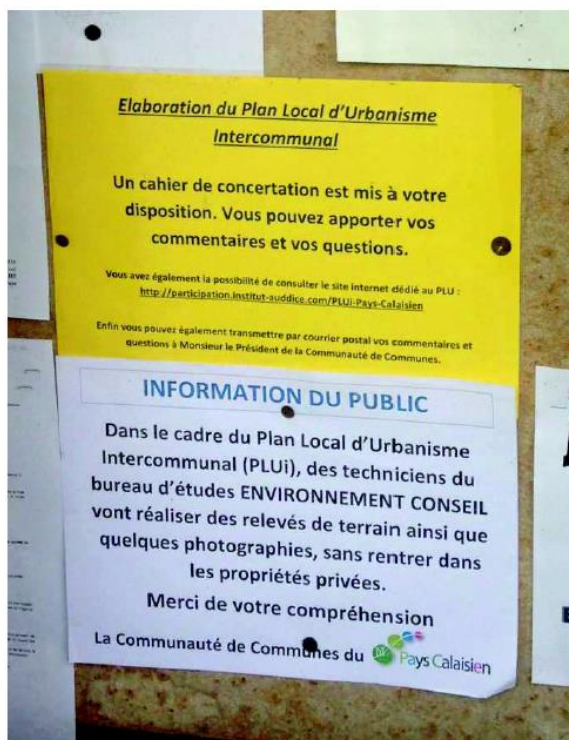 Elaboration du Plan Local d'Urbanisme
Intercommunal
Un cahier de concertation est mis à votre
disposition. Vous pouvez apporter vos
commentaires et vos questions.
Vous avez également la possibilité de consulter le site internet dédié au PLU :
http://participation.institut-auddice.com/PLUi-Pays-Calaisien
Enfin vous pouvez également transmettre par courrier postal vos commentaires et
questions à Monsieur le Président de la Communauté de Communes.
INFORMATION DU PUBLIC
Dans le cadre du Plan Local d'Urbanisme
Intercommunal (PLUi), des techniciens du
bureau d'études ENVIRONNEMENT CONSEIL
vont réaliser des relevés de terrain ainsi que
quelques photographies, sans rentrer dans
les propriétés privées.
Merci de votre compréhension
La Communauté de Communes du Pays Calaisien